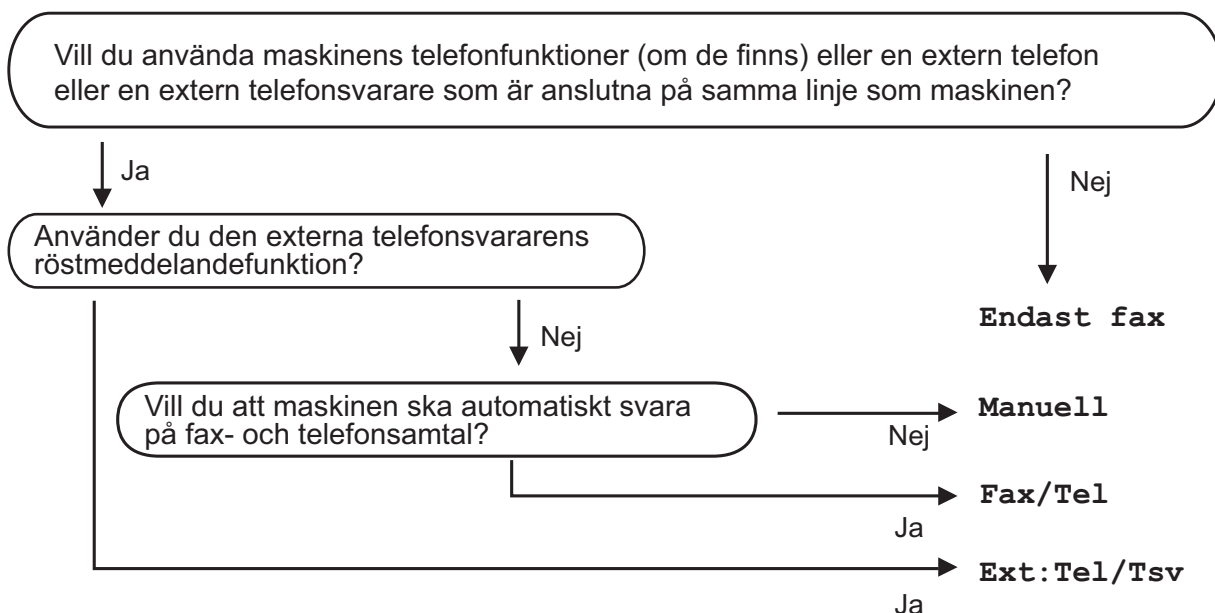 Vill du använda maskinens telefonfunktioner (om de finns) eller en extern telefon
eller en extern telefonsvarare som är anslutna på samma linje som maskinen?
Ja
Nej
Använder du den externa telefonsvararens
röstmeddelandefunktion?
Endast fax
Nej
Vill du att maskinen ska automatiskt svara
på fax- och telefonsamtal?
Manuell
Nej
Fax/Tel
Ja
Ext:Tel/Tsv
Ja